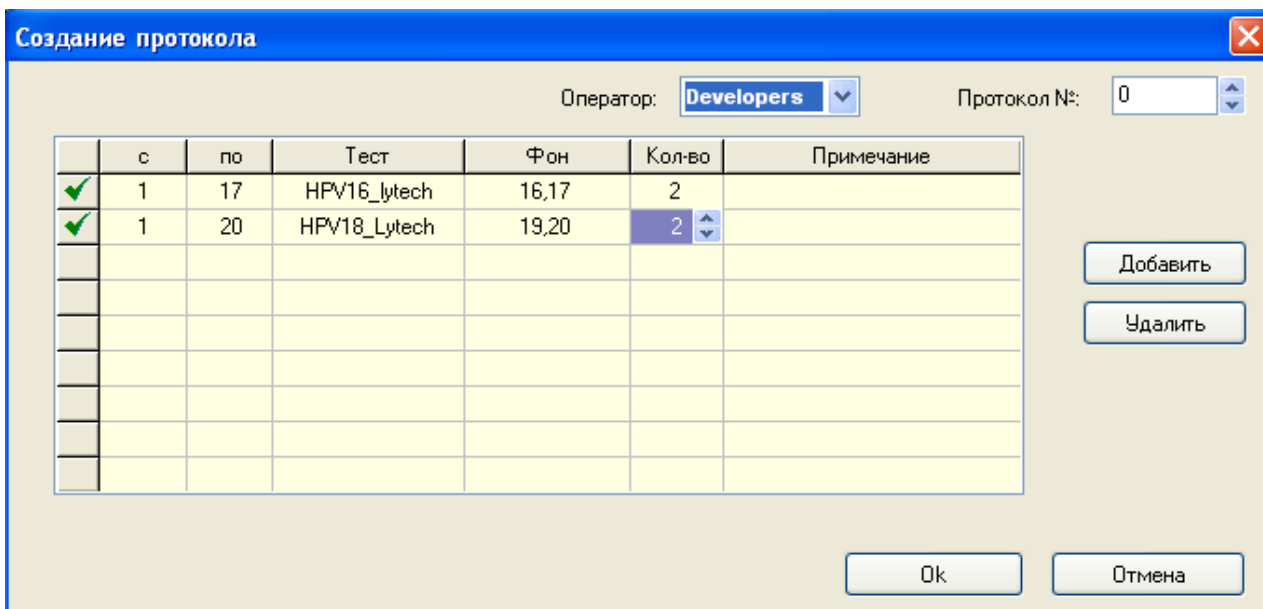 Создание протокола
Оператор: Developers Протокол №: 0
с по Тест Фон Кол-во Примечание
1 17 HPV16_lytech 16,17 2
1 20 HPV18_Lytech 19,20 2
Добавить
Удалить
Ok Отмена